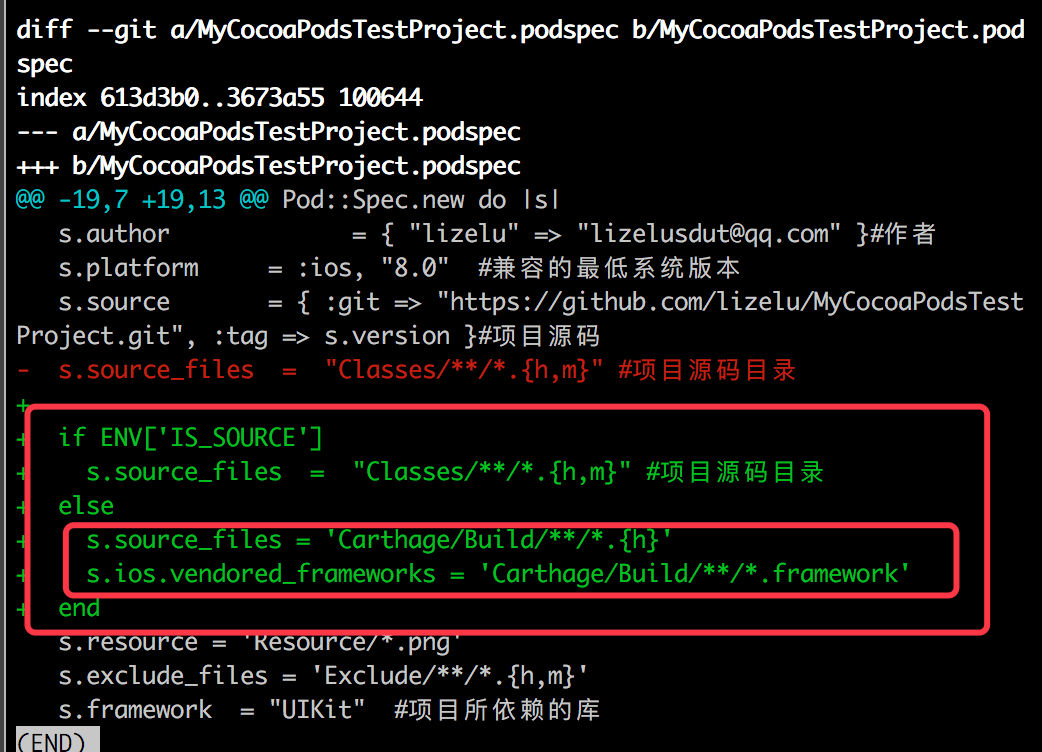 diff --git a/MyCocoaPodsTestProject.podspec b/MyCocoaPodsTestProject.pod
spec
index 613d3b0..3673a55 100644
--- a/MyCocoaPodsTestProject.podspec
+++ b/MyCocoaPodsTestProject.podspec
@@ -19,7 +19,13 @@ Pod::Spec.new do |s|
   s.author             = { "lizelu" => "lizelusdut@qq.com" }#作者
   s.platform     = :ios, "8.0"  #兼容的最低系统版本
   s.source       = { :git => "https://github.com/lizelu/MyCocoaPodsTest
Project.git", :tag => s.version }#项目源码
-  s.source_files  =  "Classes/**/*.{h,m}" #项目源码目录
+
+  if ENV['IS_SOURCE']
+    s.source_files  =  "Classes/**/*.{h,m}" #项目源码目录
+  else
+    s.source_files = 'Carthage/Build/**/*.{h}'
+    s.ios.vendored_frameworks = 'Carthage/Build/**/*.framework'
+  end
   s.resource = 'Resource/*.png'
   s.exclude_files = 'Exclude/**/*.{h,m}'
   s.framework  = "UIKit"  #项目所依赖的库
(END)